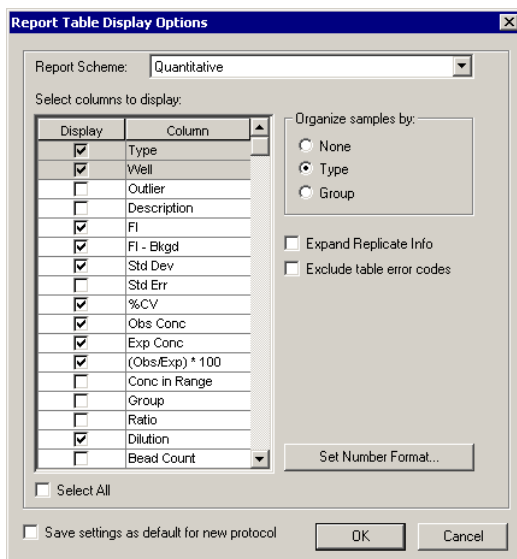 Report Table Display Options
Report Scheme: Quantitative
Select columns to display:
Display Column
Type
Well
Outlier
Description
FI
FI - Bkgd
Std Dev
Std Err
%CV
Obs Conc
Exp Conc
(Obs/Exp) * 100
Conc in Range
Group
Ratio
Dilution
Bead Count
Select All
Organize samples by:
None
Type
Group
Expand Replicate Info
Exclude table error codes
Set Number Format...
Save settings as default for new protocol
OK
Cancel